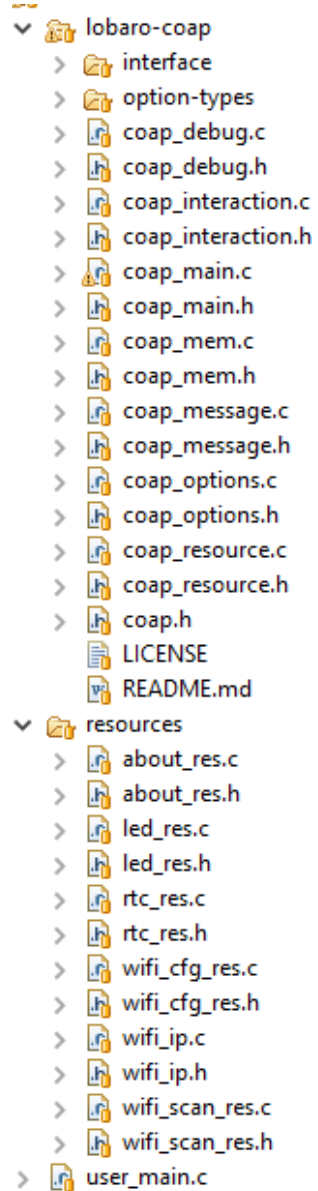 lobaro-coap
interface
option-types
coap_debug.c
coap_debug.h
coap_interaction.c
coap_interaction.h
coap_main.c
coap_main.h
coap_mem.c
coap_mem.h
coap_message.c
coap_message.h
coap_options.c
coap_options.h
coap_resource.c
coap_resource.h
coap.h
LICENSE
README.md
resources
about_res.c
about_res.h
led_res.c
led_res.h
rtc_res.c
rtc_res.h
wifi_cfg_res.c
wifi_cfg_res.h
wifi_ip.c
wifi_ip.h
wifi_scan_res.c
wifi_scan_res.h
user_main.c